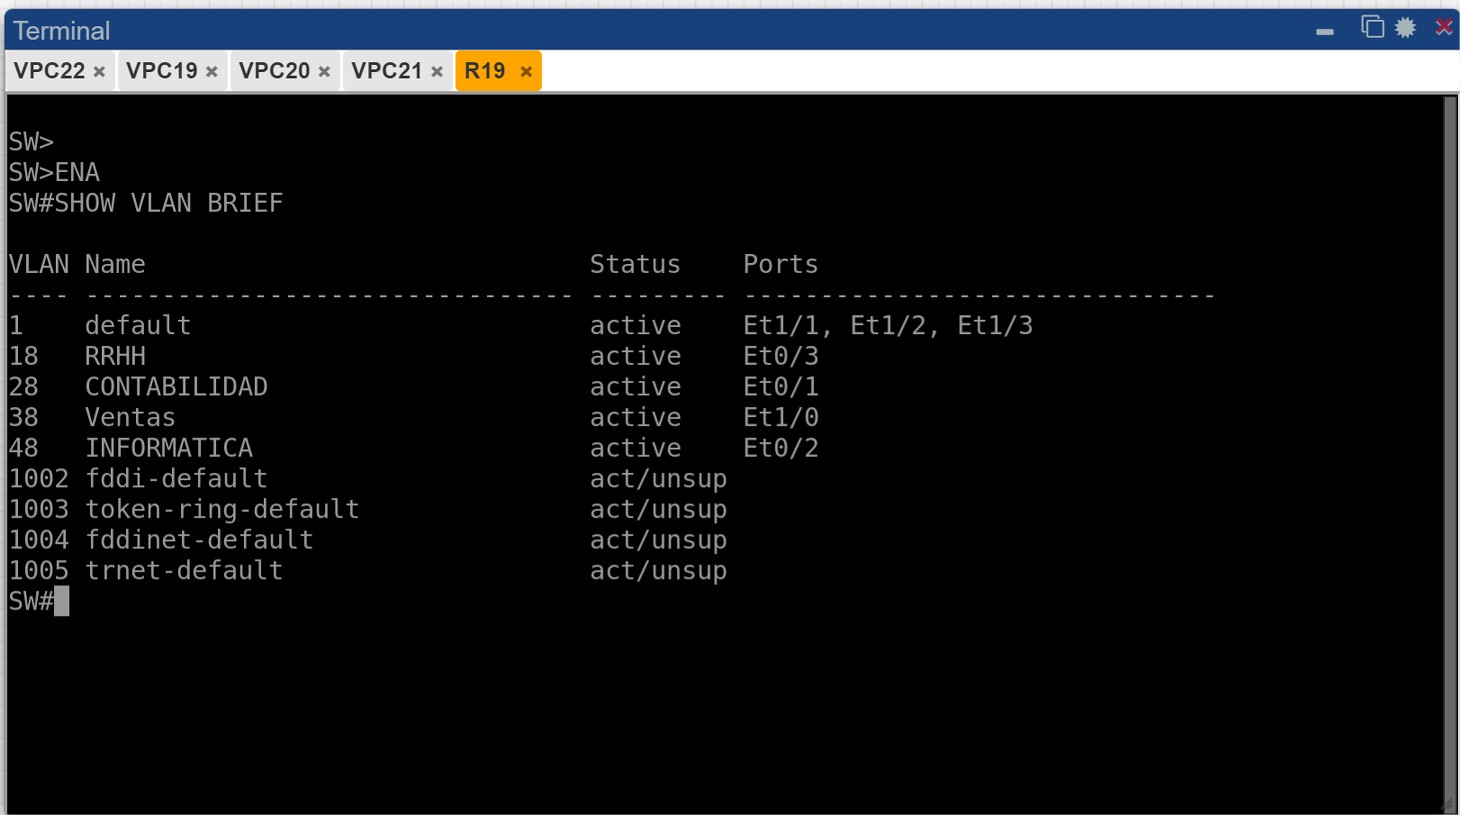 Terminal
VPC22 × VPC19 × VPC20 × VPC21 × R19 ×
SW>
SW>ENA
SW#SHOW VLAN BRIEF
VLAN Name                             Status    Ports
---- -------------------------------- --------- -------------------------------
1    default                          active    Et1/1, Et1/2, Et1/3
18   RRHH                             active    Et0/3
28   CONTABILIDAD                     active    Et0/1
38   Ventas                           active    Et1/0
48   INFORMATICA                      active    Et0/2
1002 fddi-default                     act/unsup
1003 token-ring-default               act/unsup
1004 fddinet-default                  act/unsup
1005 trnet-default                    act/unsup
SW#